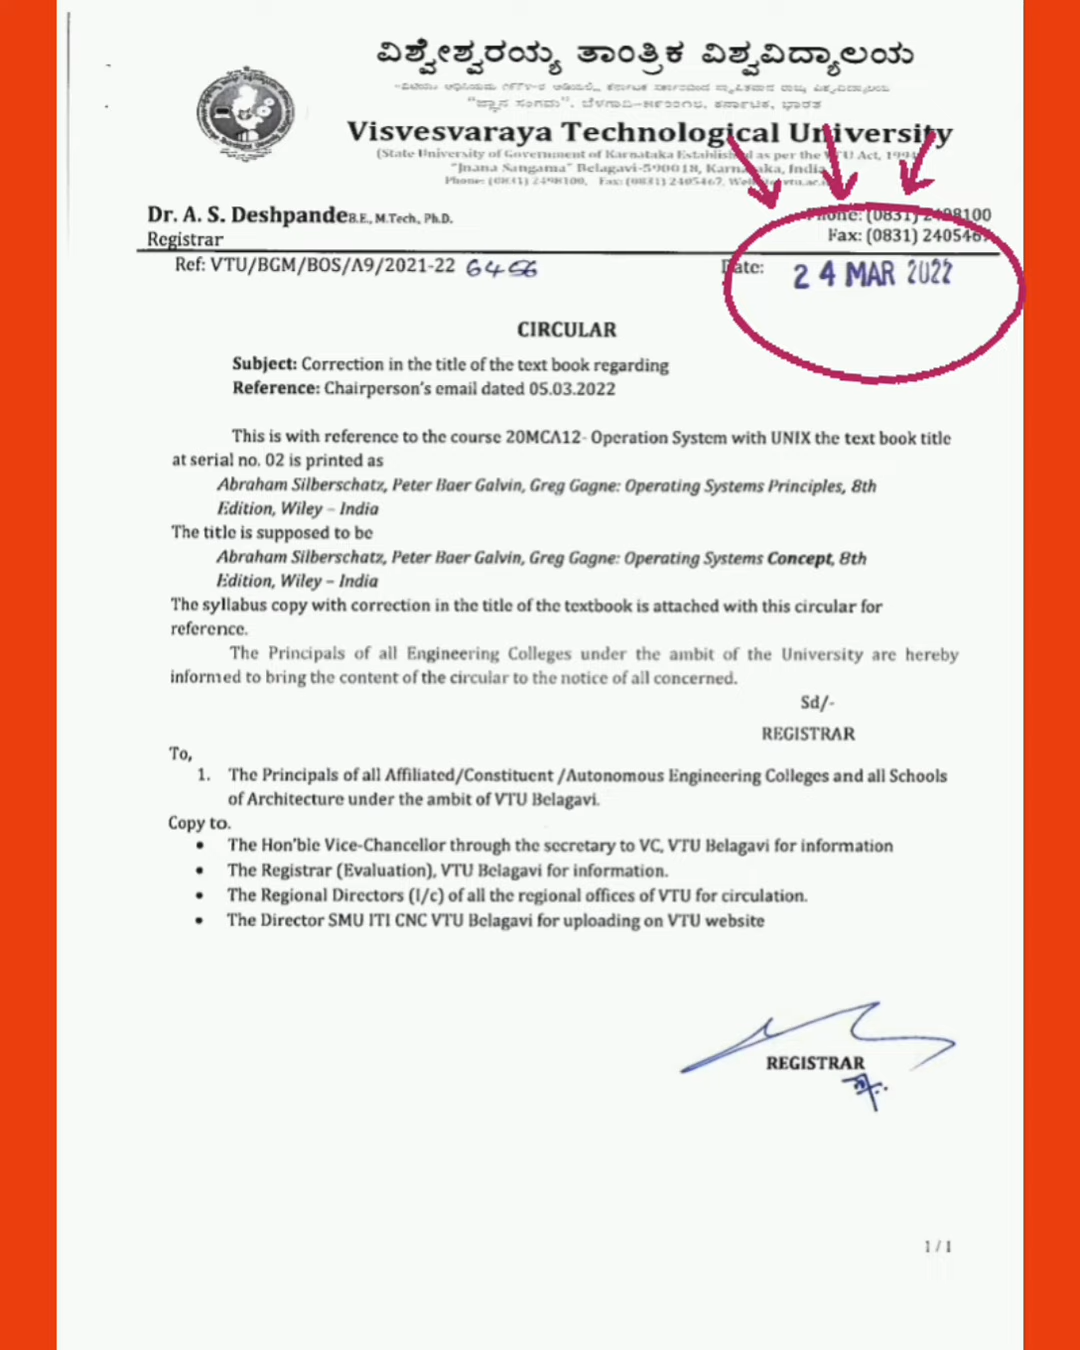 ವಿಶ್ವೇಶ್ವರಯ್ಯ ತಾಂತ್ರಿಕ ವಿಶ್ವವಿದ್ಯಾಲಯ
"ಜ್ಞಾನ ಸಂಗಮ", ಬೆಳಗಾವಿ-೫೯೦೦೧೮, ಕರ್ನಾಟಕ, ಭಾರತ
Visvesvaraya Technological University
(State University of Government of Karnataka Established as per the VTU Act, 1994)
"Jnana Sangama" Belagavi-590018, Karnataka, India
Phone: (0831) 2498100, Fax: (0831) 2405467,
Dr. A. S. Deshpande B.E., M.Tech., Ph.D.
Registrar
Phone: (0831) 2498100
Fax: (0831) 2405467
Ref: VTU/BGM/BOS/A9/2021-22 6456
Date: 24 MAR 2022
CIRCULAR
Subject: Correction in the title of the text book regarding
Reference: Chairperson's email dated 05.03.2022
This is with reference to the course 20MCA12- Operation System with UNIX the text book title
at serial no. 02 is printed as
Abraham Silberschatz, Peter Baer Galvin, Greg Gagne: Operating Systems Principles, 8th
Edition, Wiley – India
The title is supposed to be
Abraham Silberschatz, Peter Baer Galvin, Greg Gagne: Operating Systems Concept, 8th
Edition, Wiley – India
The syllabus copy with correction in the title of the textbook is attached with this circular for
reference.
The Principals of all Engineering Colleges under the ambit of the University are hereby
informed to bring the content of the circular to the notice of all concerned.
Sd/-
REGISTRAR
To,
1. The Principals of all Affiliated/Constituent /Autonomous Engineering Colleges and all Schools
of Architecture under the ambit of VTU Belagavi.
Copy to.
• The Hon'ble Vice-Chancellor through the secretary to VC, VTU Belagavi for information
• The Registrar (Evaluation), VTU Belagavi for information.
• The Regional Directors (I/c) of all the regional offices of VTU for circulation.
• The Director SMU ITI CNC VTU Belagavi for uploading on VTU website
REGISTRAR
1 / 1